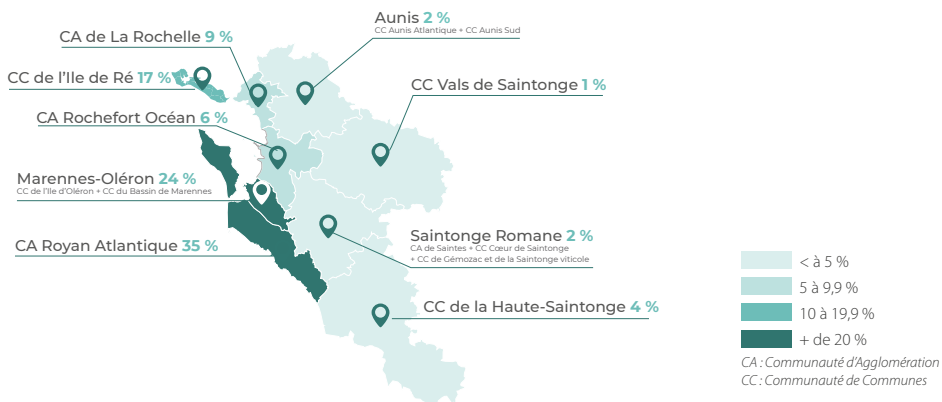 Aunis 2 %
CC Aunis Atlantique + CC Aunis Sud
CA de La Rochelle 9 %
CC de l'Ile de Ré 17 %
CC Vals de Saintonge 1 %
CA Rochefort Océan 6 %
Marennes-Oléron 24 %
CC de l'Ile d'Oléron + CC du Bassin de Marennes
CA Royan Atlantique 35 %
Saintonge Romane 2 %
CA de Saintes + CC Cœur de Saintonge
+ CC de Gémozac et de la Saintonge viticole
CC de la Haute-Saintonge 4 %
< à 5 %
5 à 9,9 %
10 à 19,9 %
+ de 20 %
CA : Communauté d'Agglomération
CC : Communauté de Communes